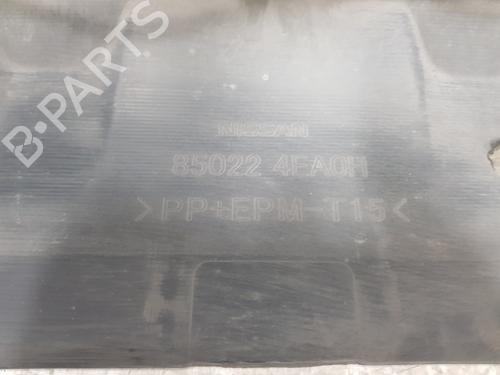 B-PARTS
NISSAN
85022 4EA0H
>PP+EPM-T15<